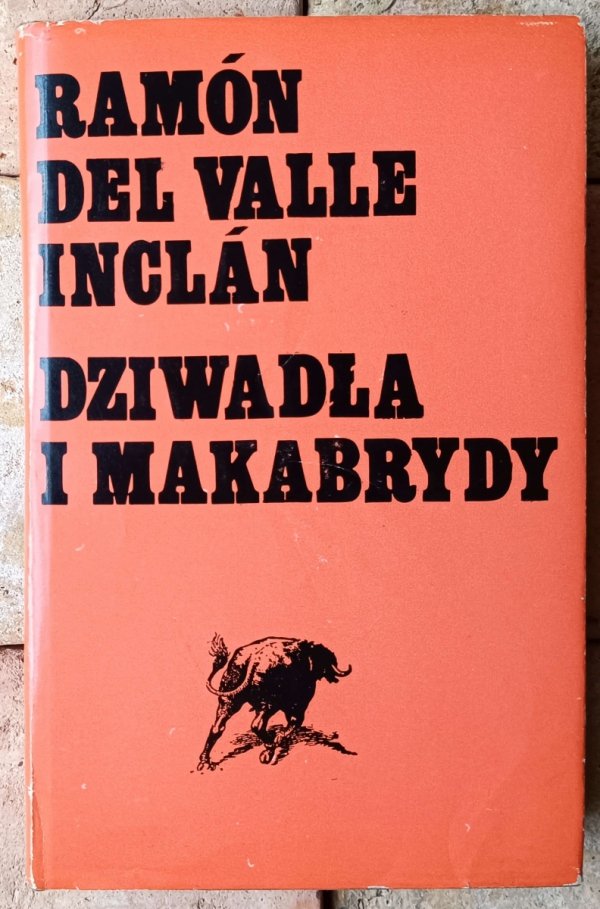 RAMÓN
DEL VALLE
INCLÁN
DZIWADŁA
I MAKABRYDY